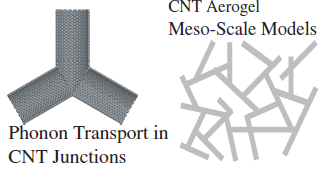 CNT Aerogel
Meso-Scale Models
Phonon Transport in
CNT Junctions